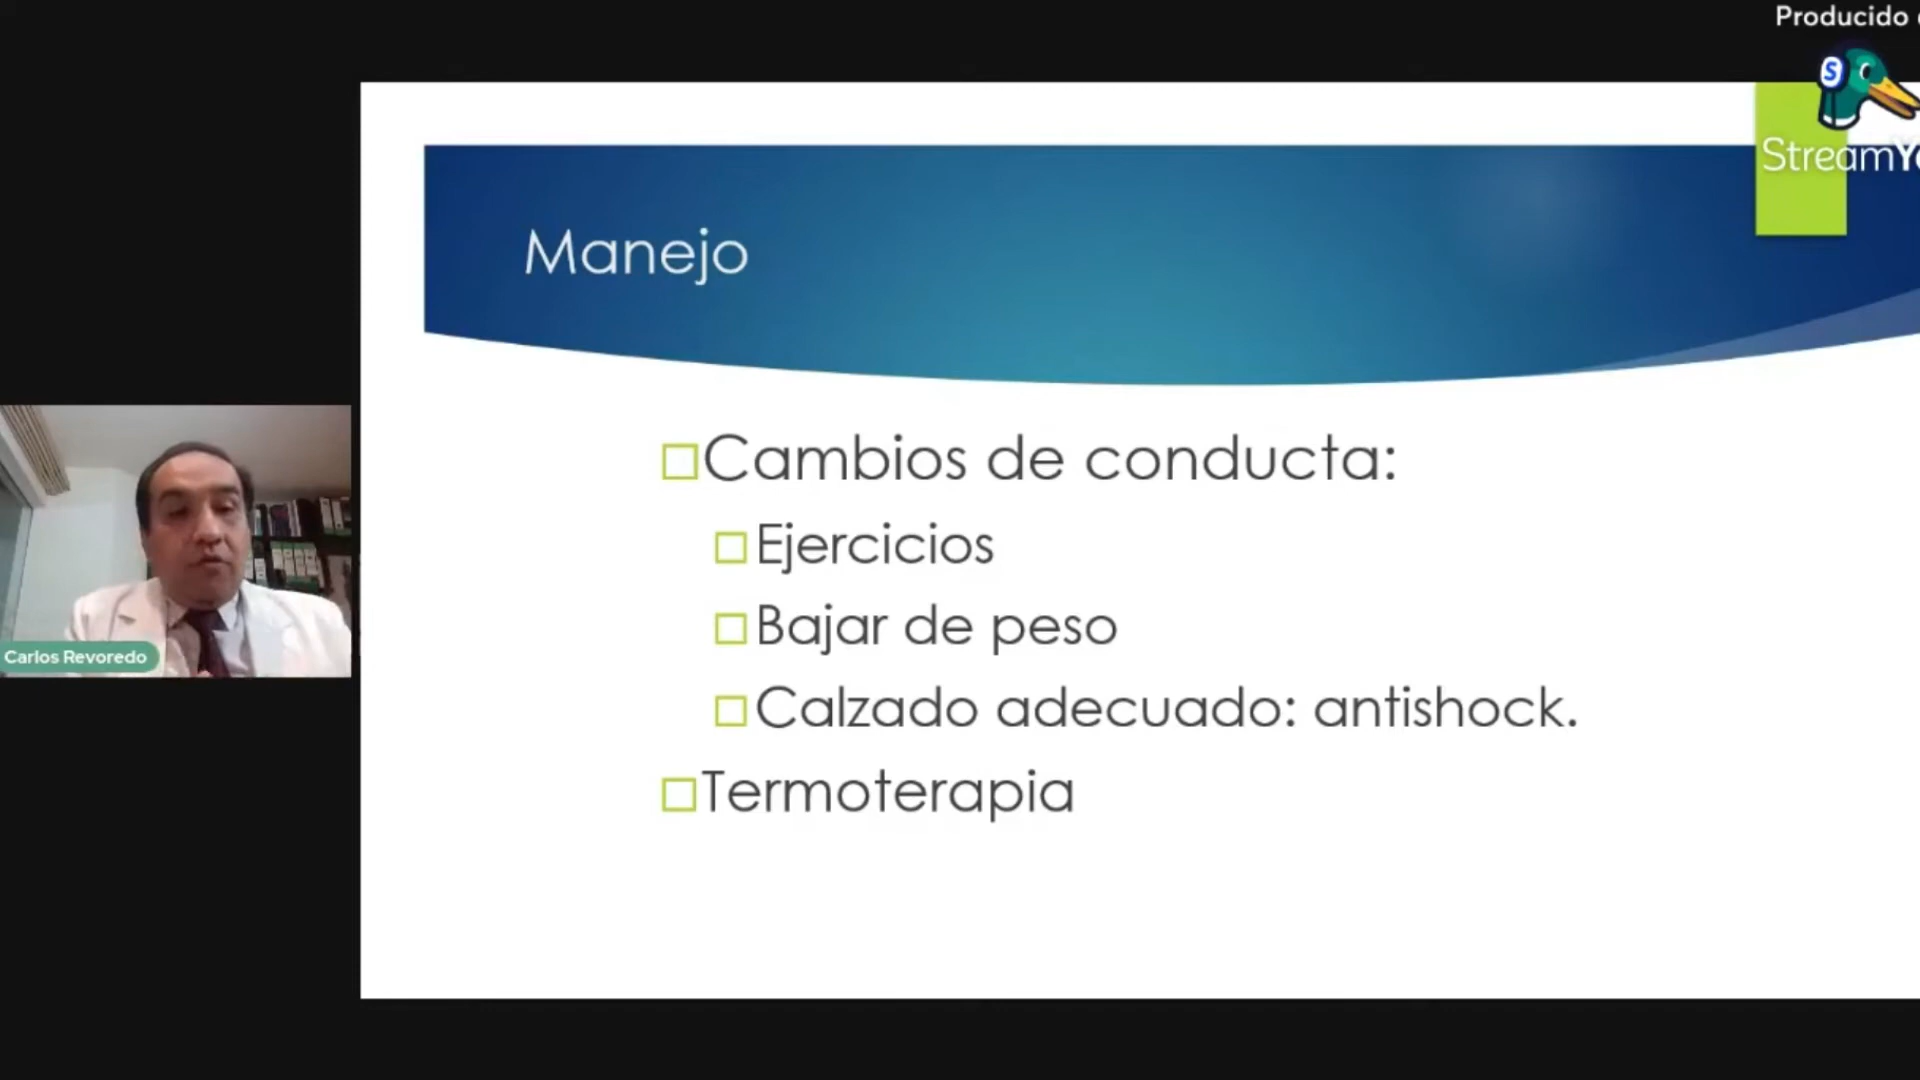 Producido
StreamY
Manejo
Cambios de conducta:
Ejercicios
Bajar de peso
Calzado adecuado: antishock.
Termoterapia
Carlos Revoredo